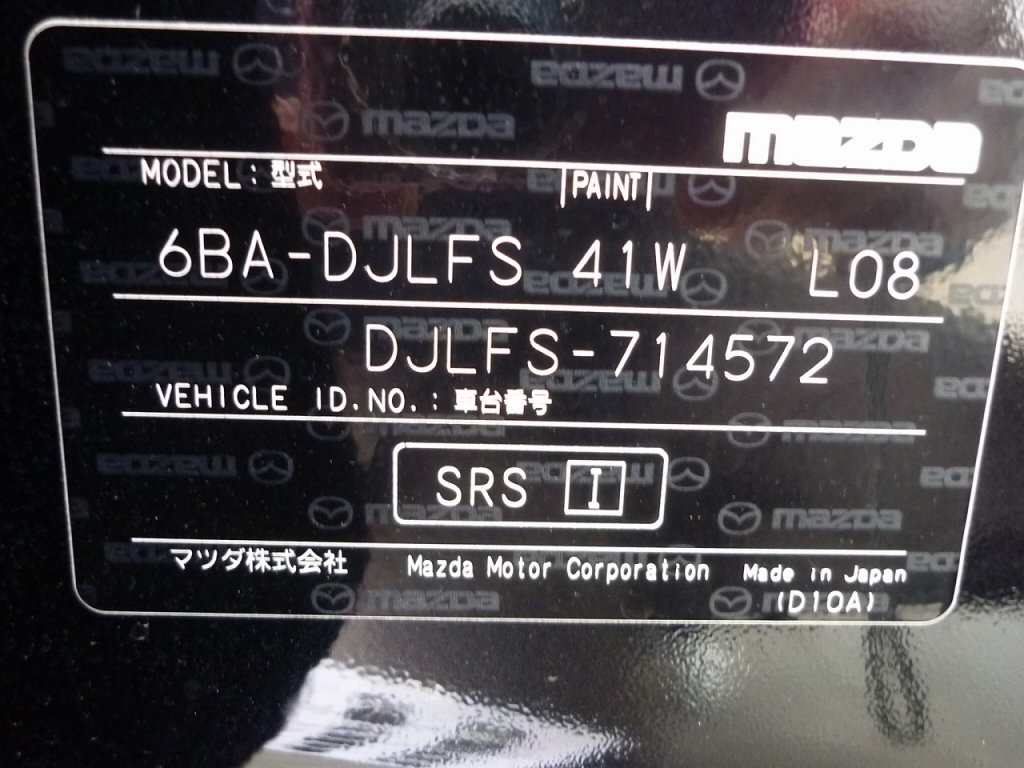 mazda
MODEL: 型式 PAINT
6BA-DJLFS 41W L08
DJLFS-714572
VEHICLE ID.NO.: 車台番号
SRS I
マツダ株式会社 Mazda Motor Corporation Made in Japan
(D10A)